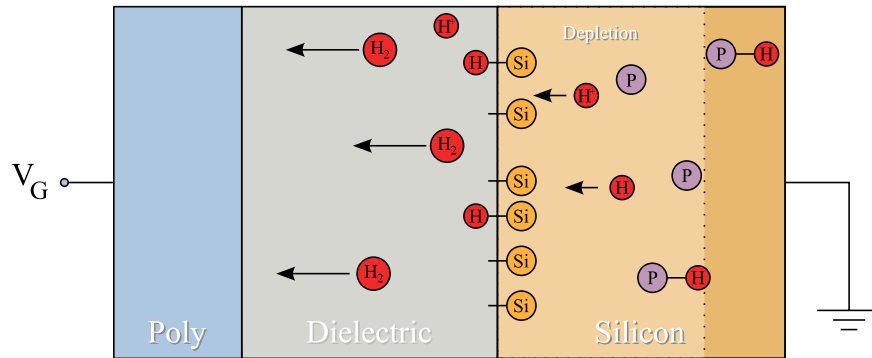 H⁺
Depletion
H₂
H Si
P H
P
H⁺
Si
H₂
P
Si
V_G
H
H Si
Si
H₂
P H
Si
Poly Dielectric Silicon